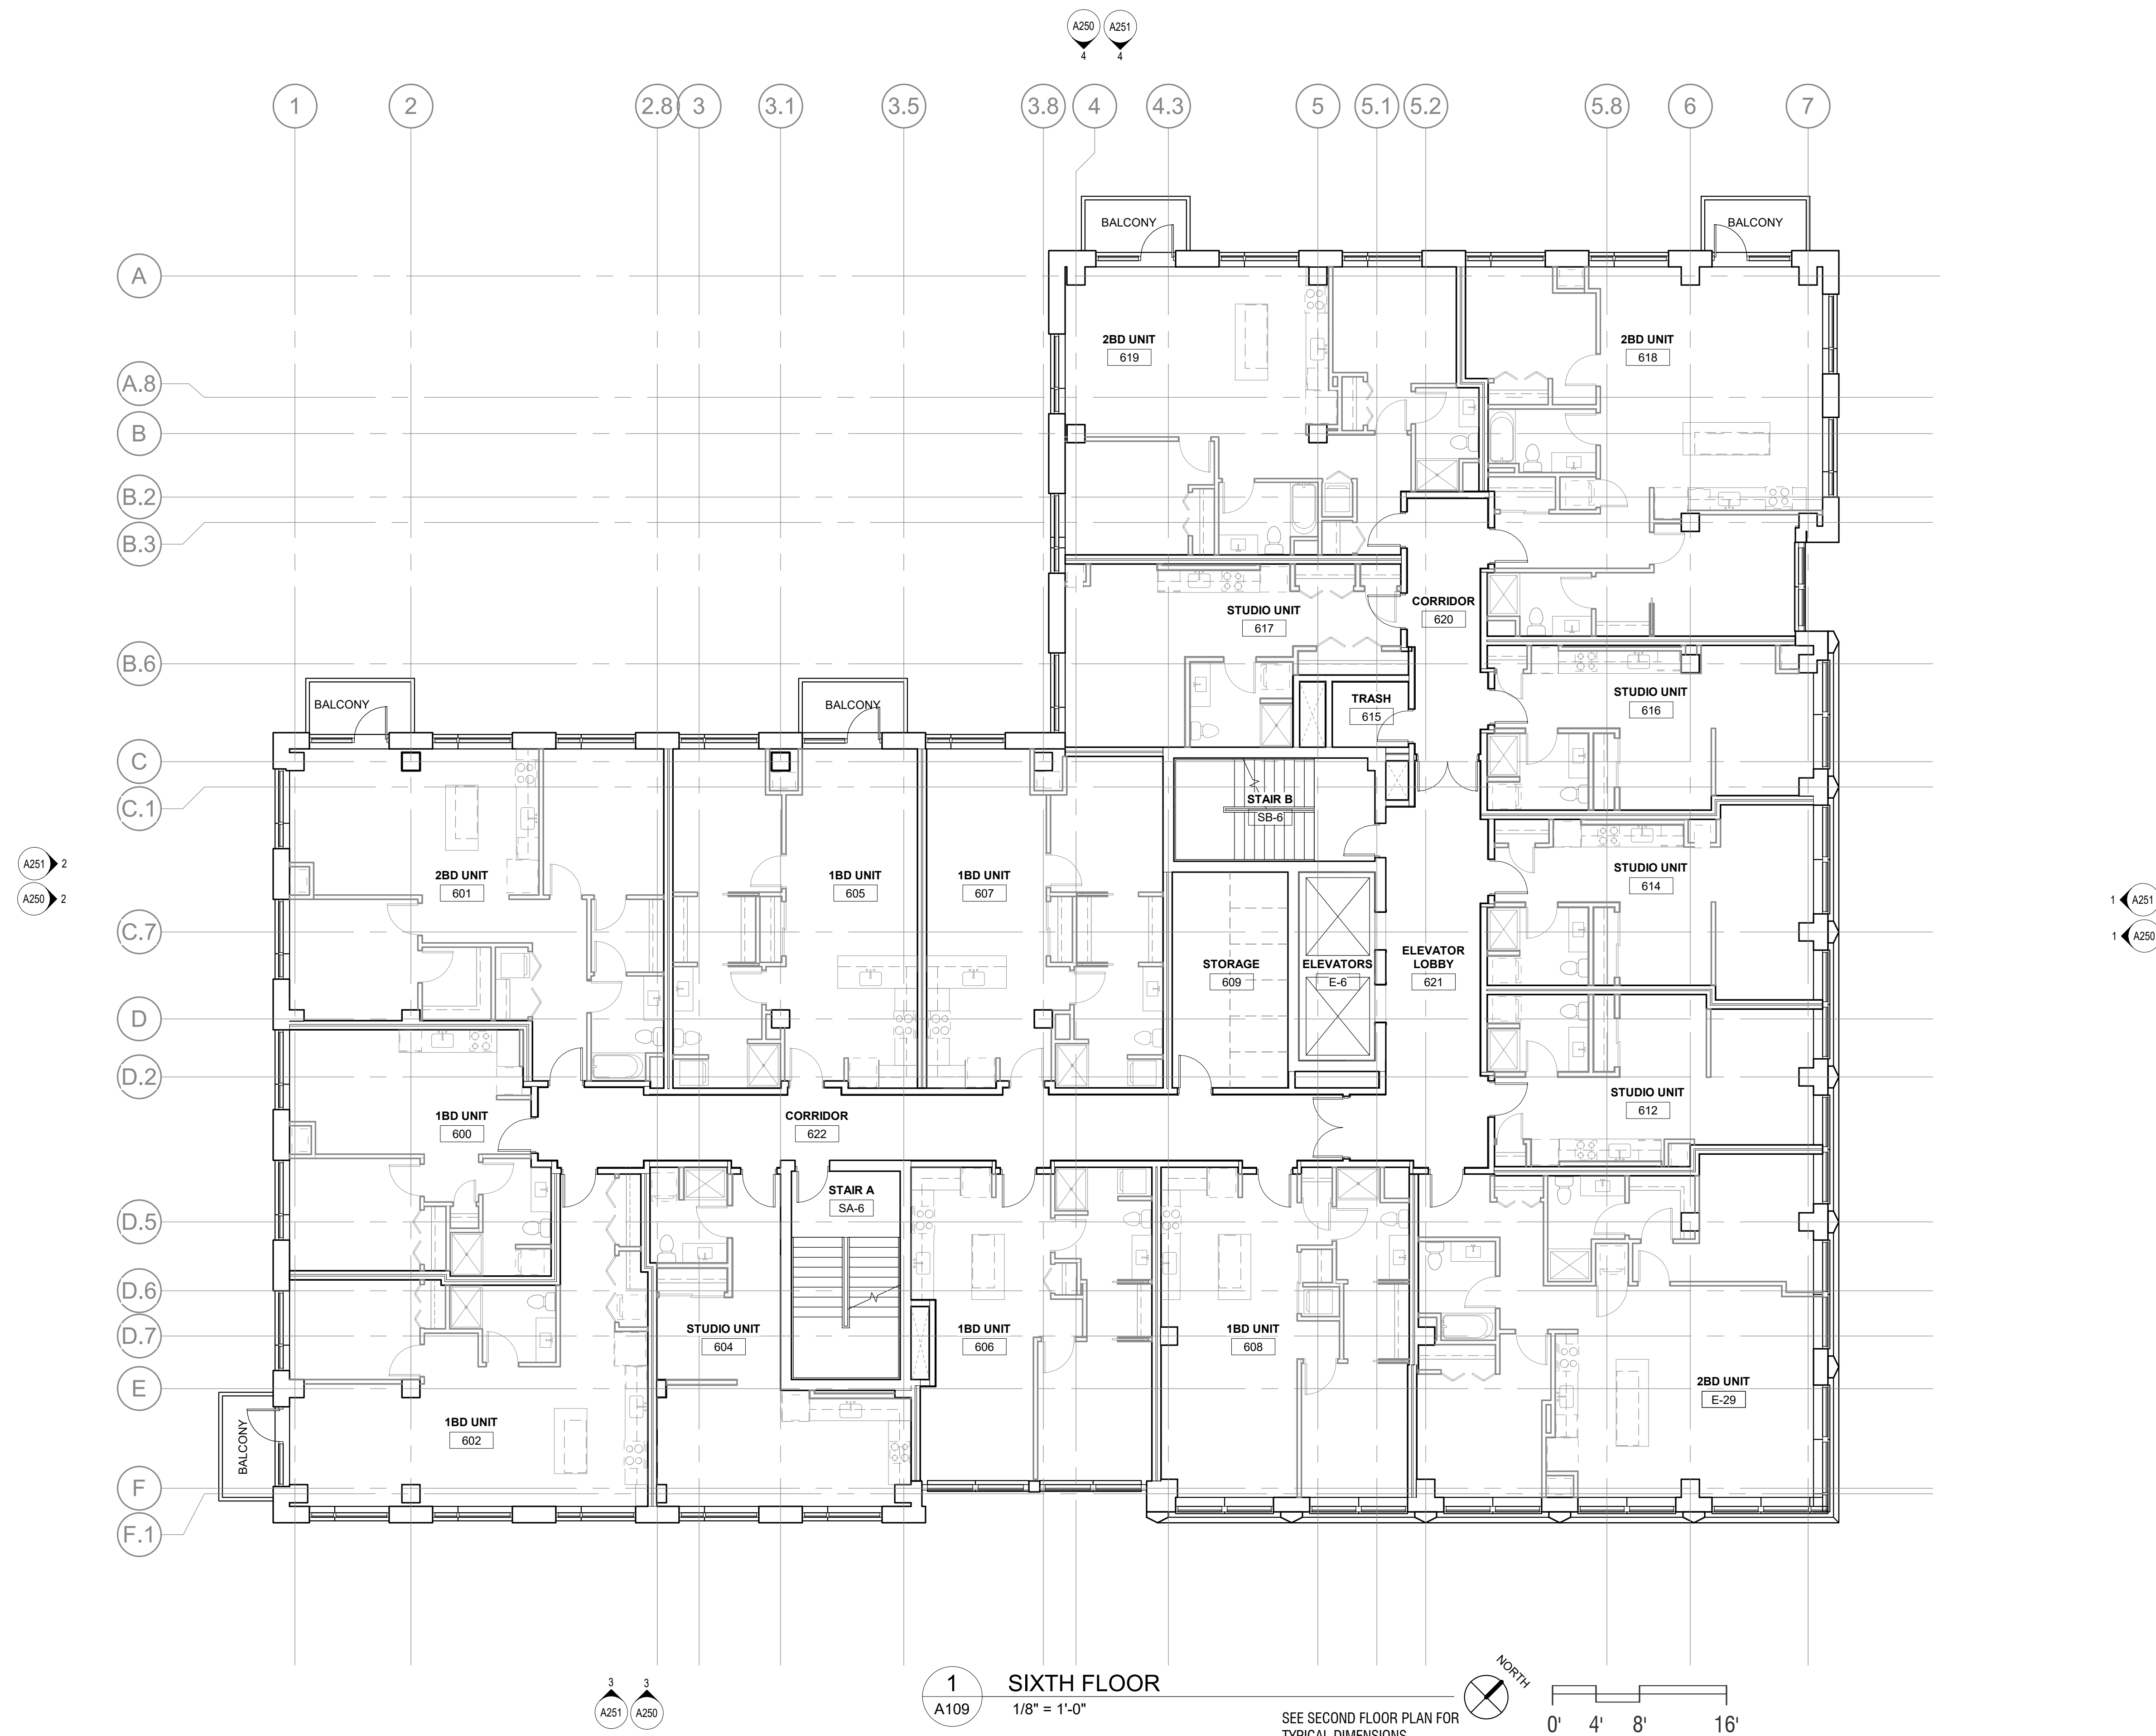 A250 A251
4 4
1 2 2.8 3 3.1 3.5 3.8 4 4.3 5 5.1 5.2 5.8 6 7
BALCONY BALCONY
A
2BD UNIT 2BD UNIT
619 618
A.8
B
B.2
B.3
STUDIO UNIT CORRIDOR
617 620
B.6
STUDIO UNIT
616
TRASH
615
BALCONY BALCONY
C
C.1
STAIR B
SB-6
A251 2
A250 2
2BD UNIT 1BD UNIT 1BD UNIT STUDIO UNIT
601 605 607 614
1 A251
1 A250
C.7
STORAGE ELEVATORS ELEVATOR
LOBBY
609 E-6 621
D
D.2
STUDIO UNIT
612
1BD UNIT CORRIDOR
600 622
STAIR A
SA-6
D.5
D.6
D.7
STUDIO UNIT 1BD UNIT 1BD UNIT
604 606 608
E
2BD UNIT
E-29
1BD UNIT
602
BALCONY
F
F.1
3 3
A251 A250
1 SIXTH FLOOR
A109 1/8" = 1'-0"
NORTH
SEE SECOND FLOOR PLAN FOR
TYPICAL DIMENSIONS
0' 4' 8' 16'